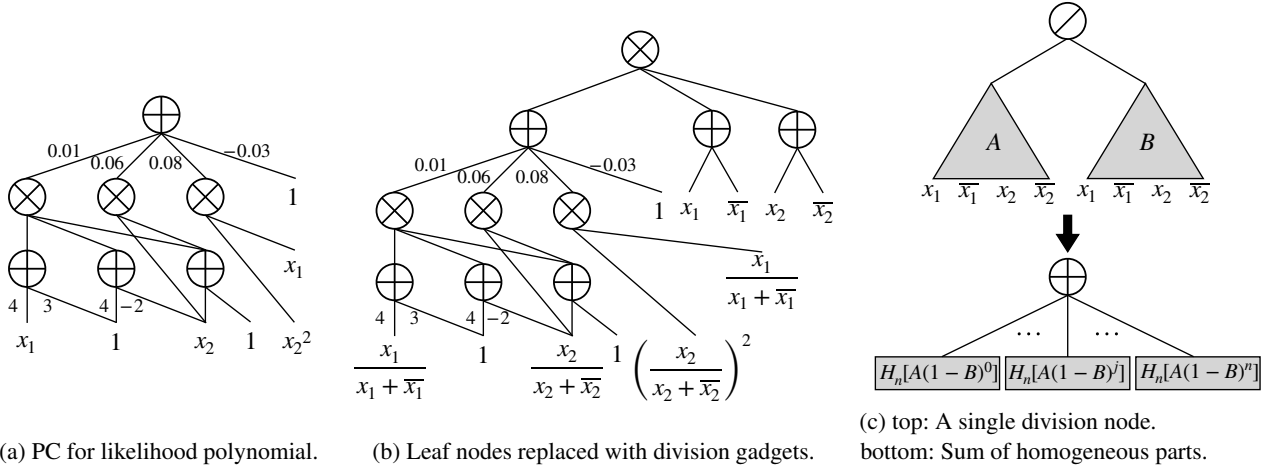 0.01 0.06 0.08 −0.03
1
x₁
4 3 4 −2
x₁ 1 x₂ 1 x₂²
(a) PC for likelihood polynomial.
0.01 0.06 0.08 −0.03
1 x₁ x̅₁ x₂ x̅₂
x₁
x₁ + x̅₁
4 3 4 −2
x₁ 1 x₂ 1 ( x₂ )²
x₁ + x̅₁ x₂ + x̅₂ x₂ + x̅₂
(b) Leaf nodes replaced with division gadgets.
A B
x₁ x̅₁ x₂ x̅₂ x₁ x̅₁ x₂ x̅₂
... ...
Hₙ[A(1 − B)⁰] Hₙ[A(1 − B)ʲ] Hₙ[A(1 − B)ⁿ]
(c) top: A single division node.
bottom: Sum of homogeneous parts.